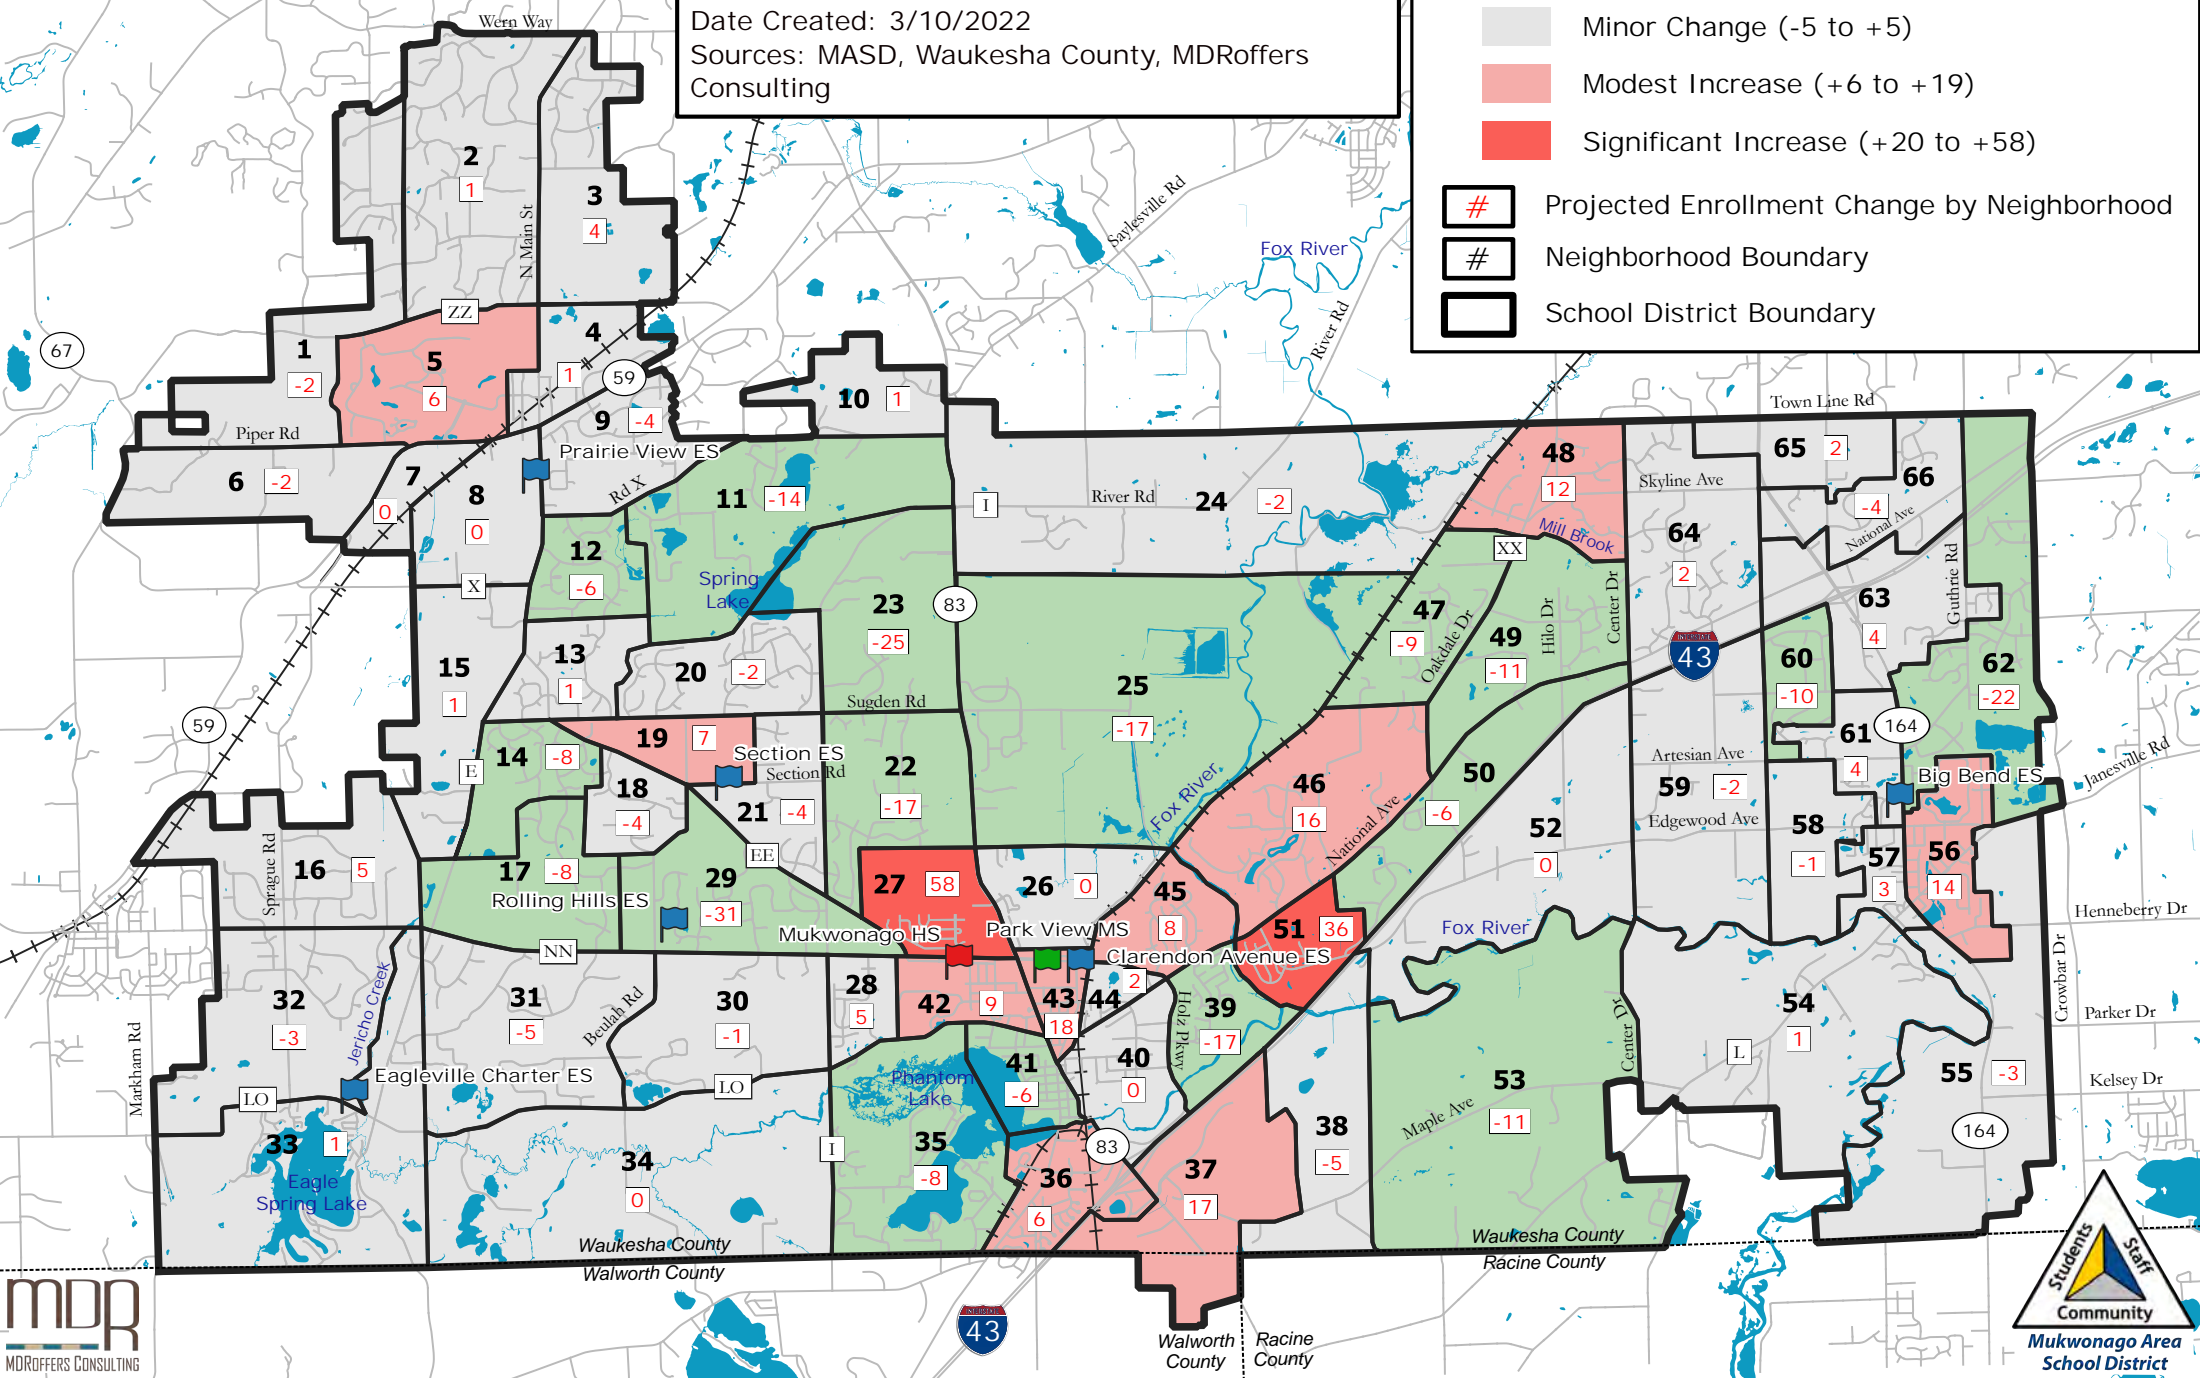 Date Created: 3/10/2022
Sources: MASD, Waukesha County, MDRoffers
Consulting
Minor Change (-5 to +5)
Modest Increase (+6 to +19)
Significant Increase (+20 to +58)
# Projected Enrollment Change by Neighborhood
# Neighborhood Boundary
School District Boundary
Wern Way
2
1
3
4
N Main St
Saylesville Rd
Fox River
River Rd
ZZ
67
1
-2
5
6
4
1
59
9
-4
10
1
Piper Rd
Prairie View ES
Town Line Rd
6
-2
7
0
8
0
Rd X
11
-14
I
River Rd
24
-2
48
12
Mill Brook
XX
Skyline Ave
65
2
66
-4
National Ave
64
2
12
-6
X
Spring
Lake
23
-25
83
47
-9
Oakdale Dr
49
-11
Hilo Dr
Center Dr
INTERSTATE
43
63
4
Guthrie Rd
60
-10
62
-22
15
1
13
1
20
-2
25
-17
Sugden Rd
59
14
-8
19
7
Section ES
Section Rd
22
-17
E
18
-4
21
-4
EE
46
16
National Ave
50
-6
Fox River
Artesian Ave
59
-2
Edgewood Ave
61
4
164
Big Bend ES
Janesville Rd
52
0
58
-1
57
3
56
14
Sprague Rd
16
5
17
-8
Rolling Hills ES
29
-31
27
58
26
0
45
8
51
36
Mukwonago HS
Park View MS
Clarendon Avenue ES
Fox River
Henneberry Dr
NN
Crowbar Dr
32
-3
Jericho Creek
31
-5
Beulah Rd
30
-1
28
5
42
9
43
18
44
2
Holz Pkwy
39
-17
Center Dr
54
1
L
Parker Dr
Markham Rd
Eagleville Charter ES
LO
LO
Phantom
Lake
41
-6
40
0
53
-11
Maple Ave
55
-3
Kelsey Dr
164
33
1
Eagle
Spring Lake
34
0
I
35
-8
36
6
83
37
17
38
-5
Waukesha County
Walworth County
Waukesha County
Racine County
INTERSTATE
43
Walworth
County
Racine
County
MDR
MDROFFERS CONSULTING
Students
Staff
Community
Mukwonago Area
School District